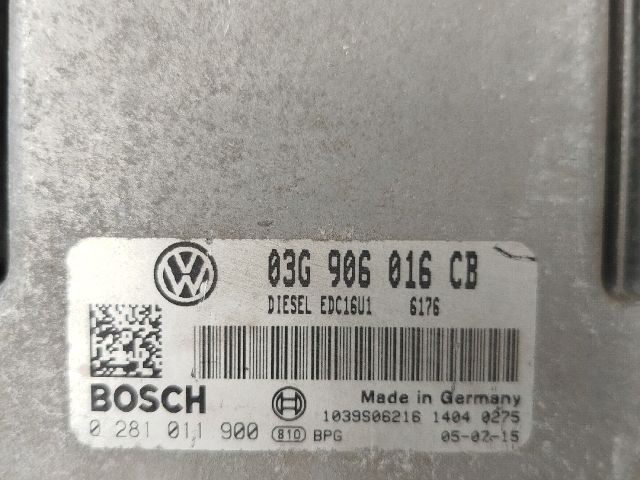 03G 906 016 CB
DIESEL EDC16U1 6176
BOSCH
Made in Germany
1039S06216 1404 0275
0 281 011 900 810 BPG 05-02-15